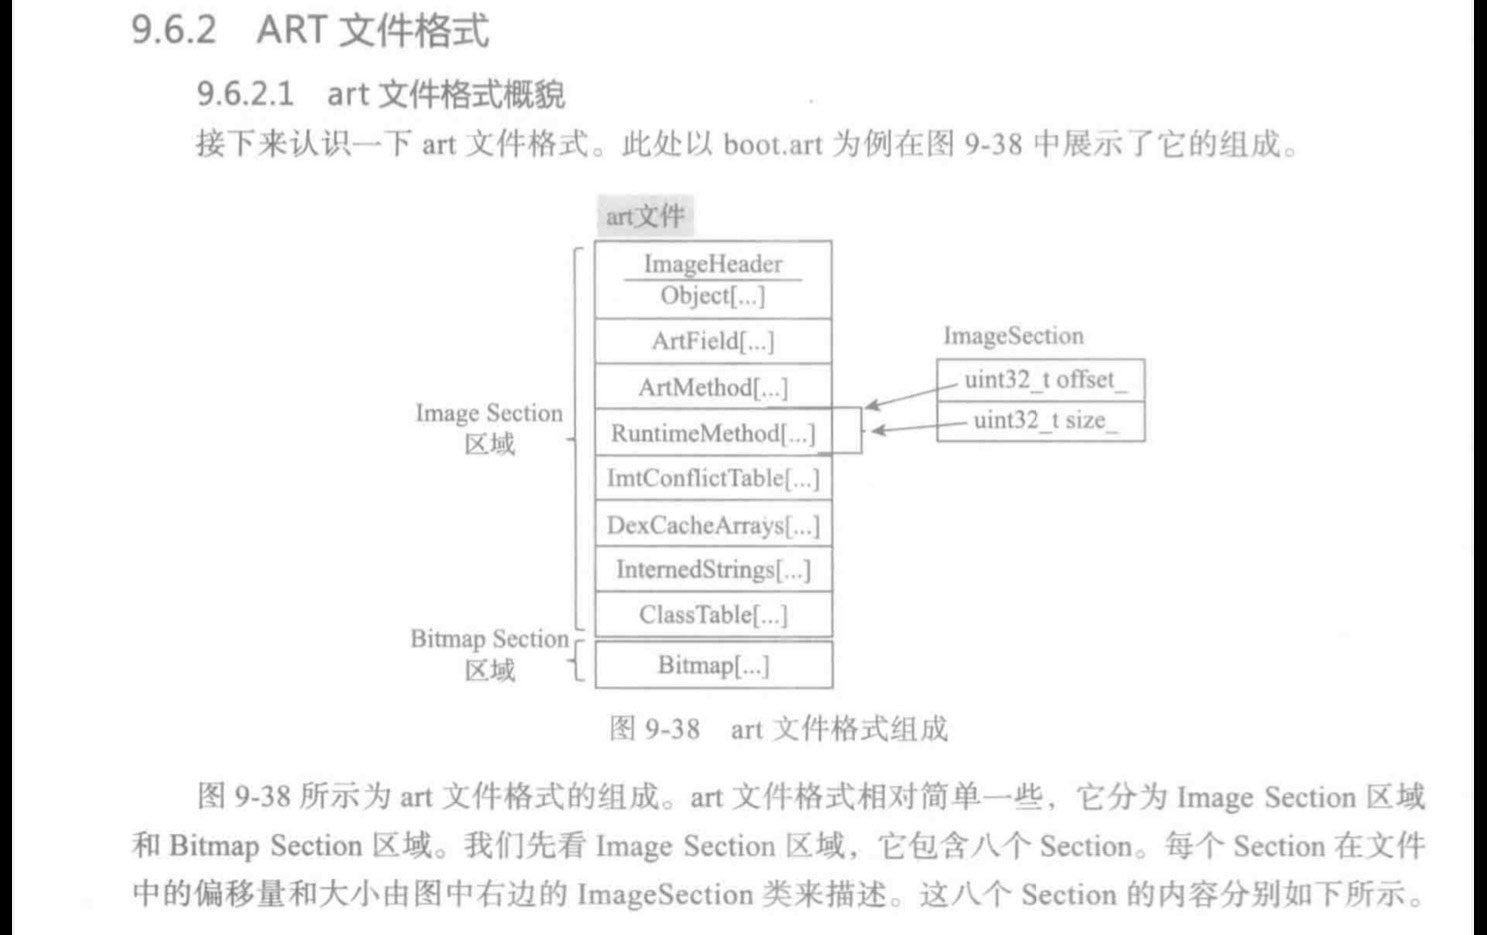 9.6.2 ART 文件格式
9.6.2.1 art 文件格式概貌
接下来认识一下 art 文件格式。此处以 boot.art 为例在图 9-38 中展示了它的组成。
art文件
ImageHeader
Object[...]
ArtField[...]
ArtMethod[...]
RuntimeMethod[...]
ImtConflictTable[...]
DexCacheArrays[...]
InternedStrings[...]
ClassTable[...]
Bitmap[...]
Image Section
区域
Bitmap Section
区域
ImageSection
uint32_t offset_
uint32_t size_
图 9-38 art 文件格式组成
图 9-38 所示为 art 文件格式的组成。art 文件格式相对简单一些，它分为 Image Section 区域
和 Bitmap Section 区域。我们先看 Image Section 区域，它包含八个 Section。每个 Section 在文件
中的偏移量和大小由图中右边的 ImageSection 类来描述。这八个 Section 的内容分别如下所示。